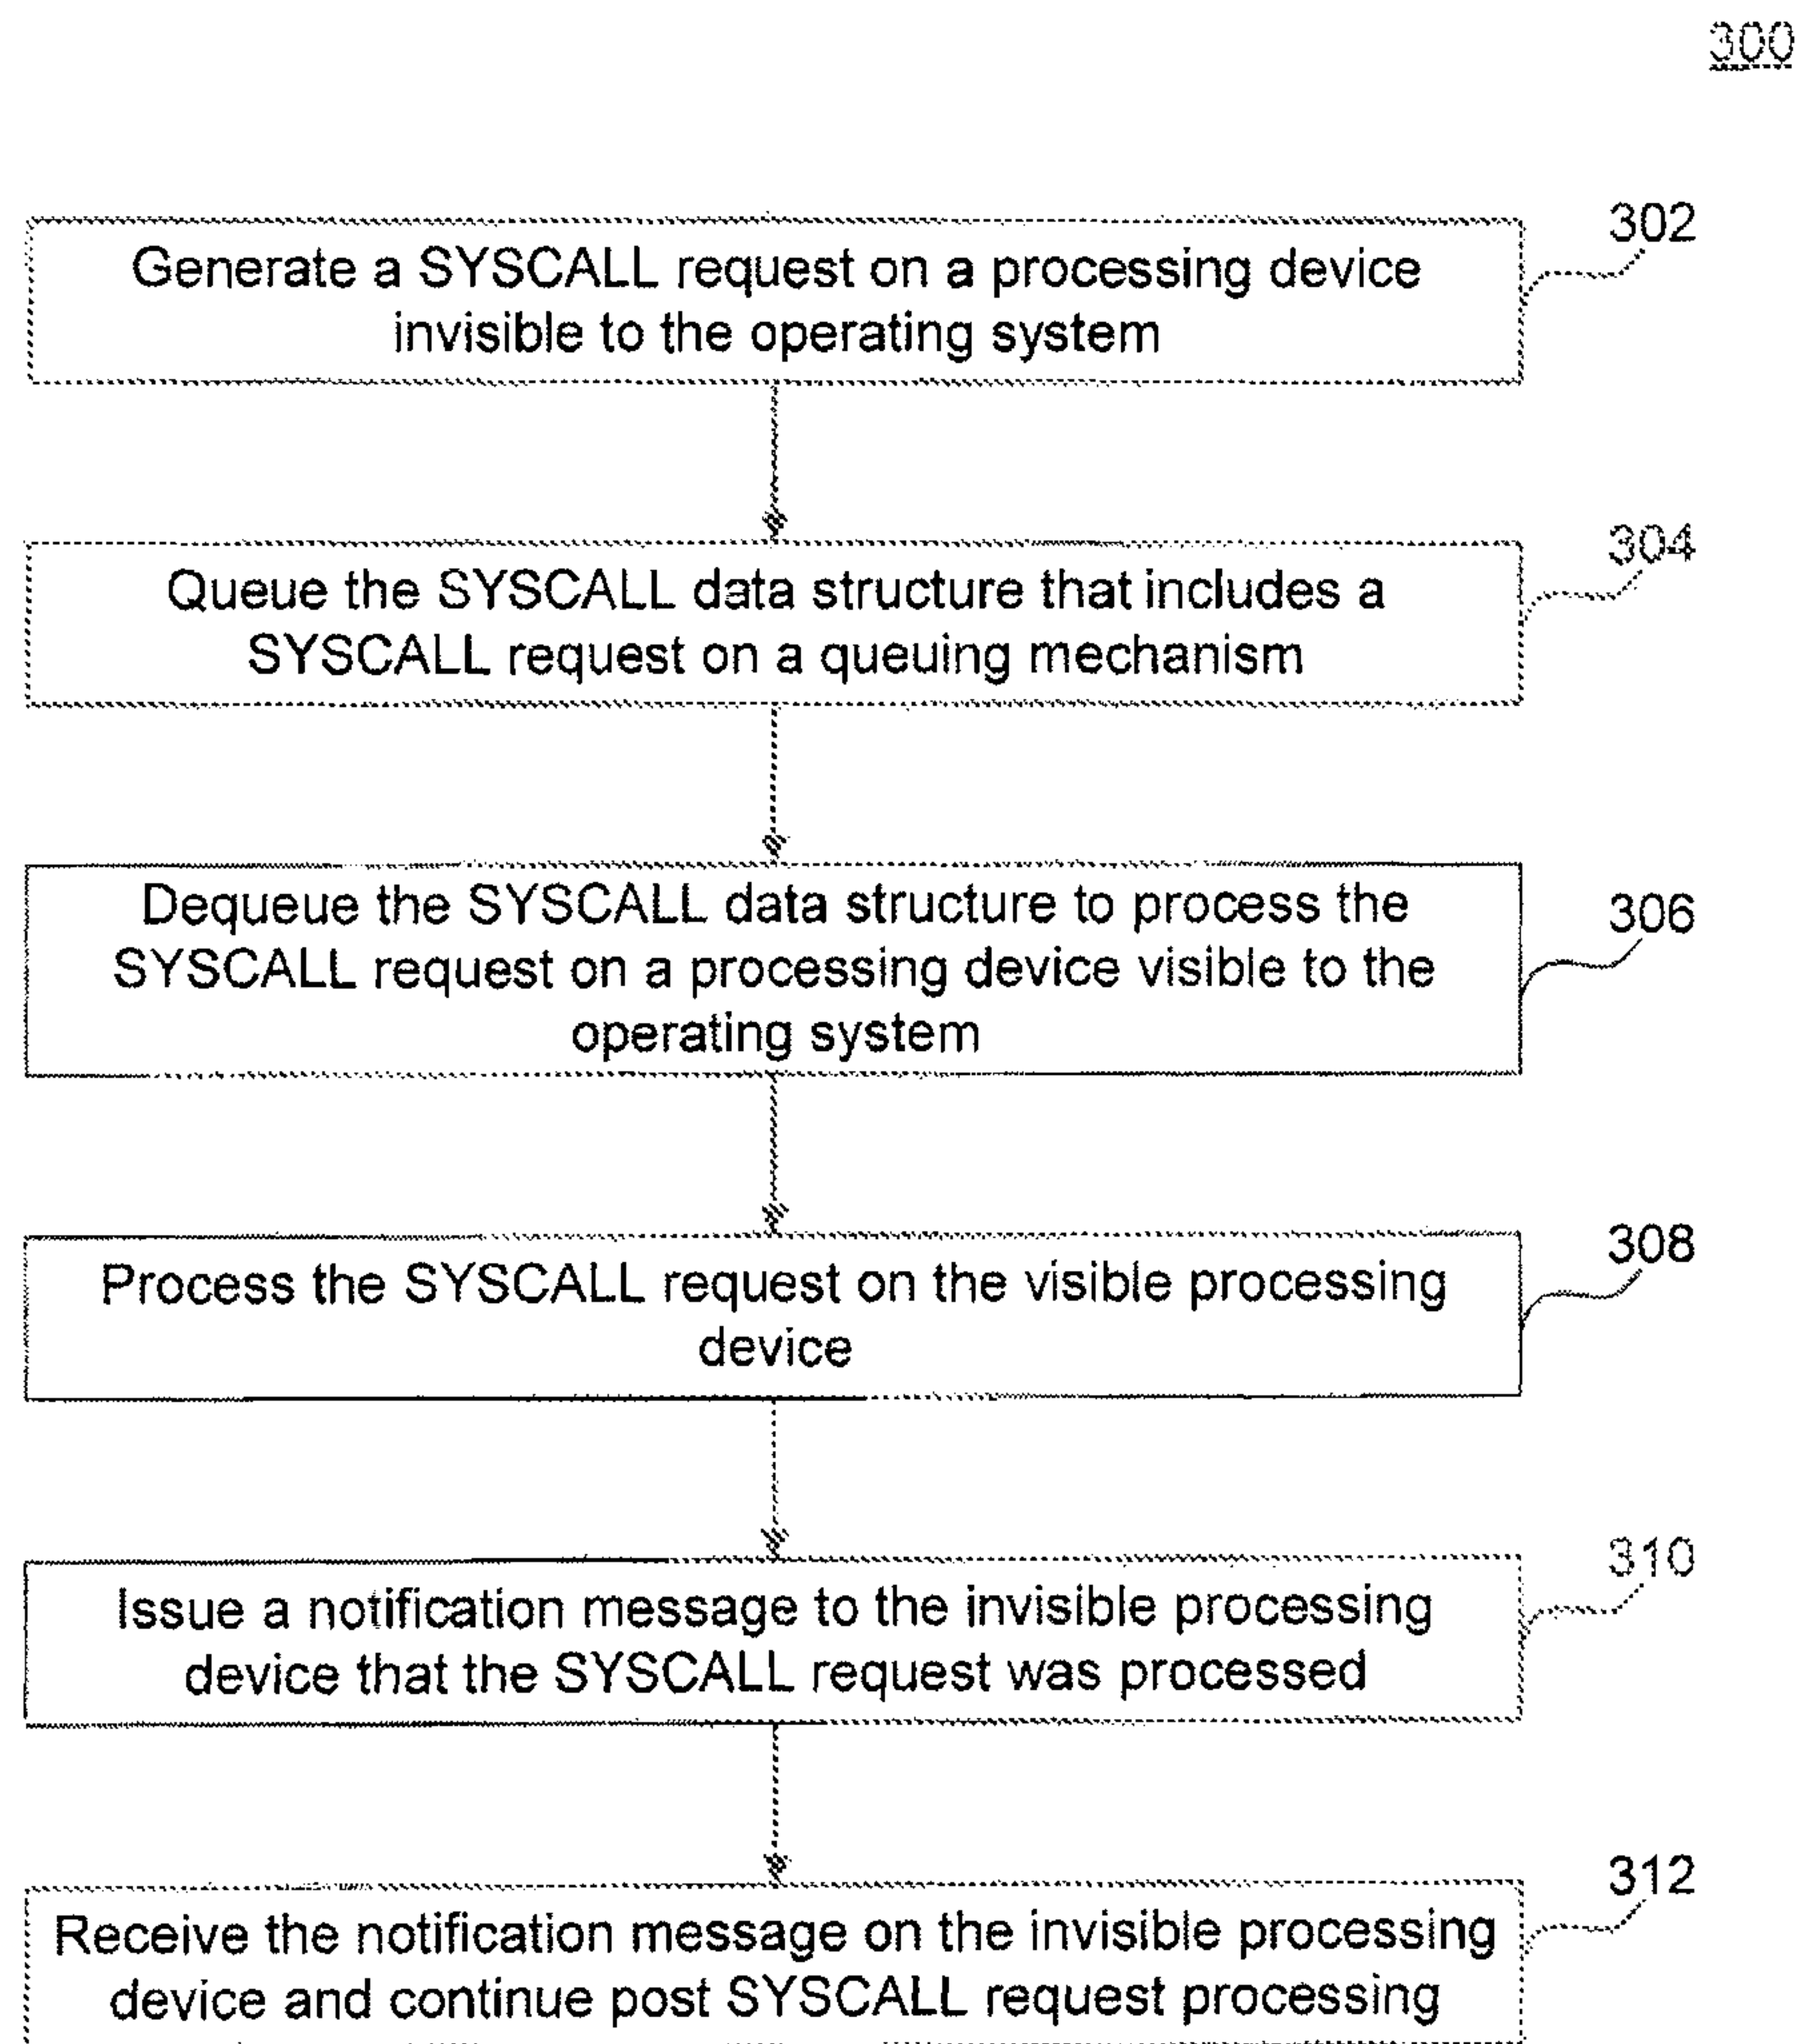 300
302
Generate a SYSCALL request on a processing device
invisible to the operating system
304
Queue the SYSCALL data structure that includes a
SYSCALL request on a queuing mechanism
306
Dequeue the SYSCALL data structure to process the
SYSCALL request on a processing device visible to the
operating system
308
Process the SYSCALL request on the visible processing
device
310
Issue a notification message to the invisible processing
device that the SYSCALL request was processed
312
Receive the notification message on the invisible processing
device and continue post SYSCALL request processing